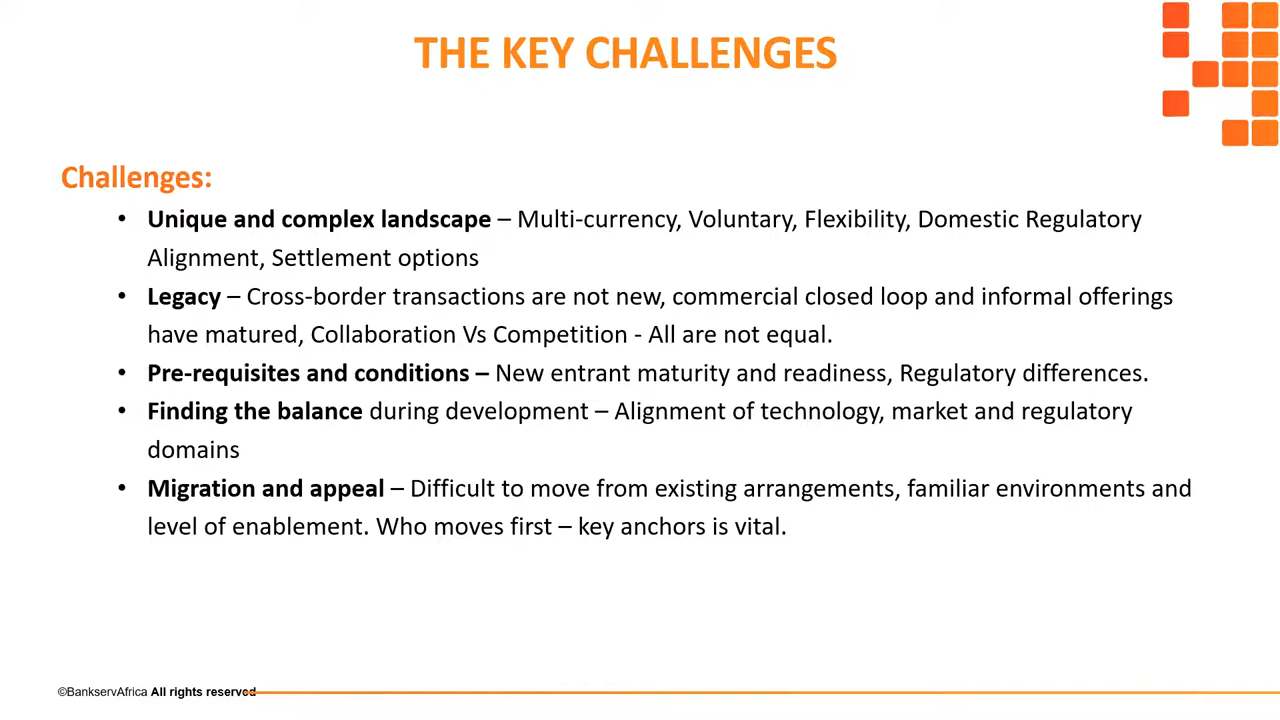 THE KEY CHALLENGES
Challenges:
• Unique and complex landscape – Multi-currency, Voluntary, Flexibility, Domestic Regulatory
Alignment, Settlement options
• Legacy – Cross-border transactions are not new, commercial closed loop and informal offerings
have matured, Collaboration Vs Competition - All are not equal.
• Pre-requisites and conditions – New entrant maturity and readiness, Regulatory differences.
• Finding the balance during development – Alignment of technology, market and regulatory
domains
• Migration and appeal – Difficult to move from existing arrangements, familiar environments and
level of enablement. Who moves first – key anchors is vital.
©BankservAfrica All rights reserved